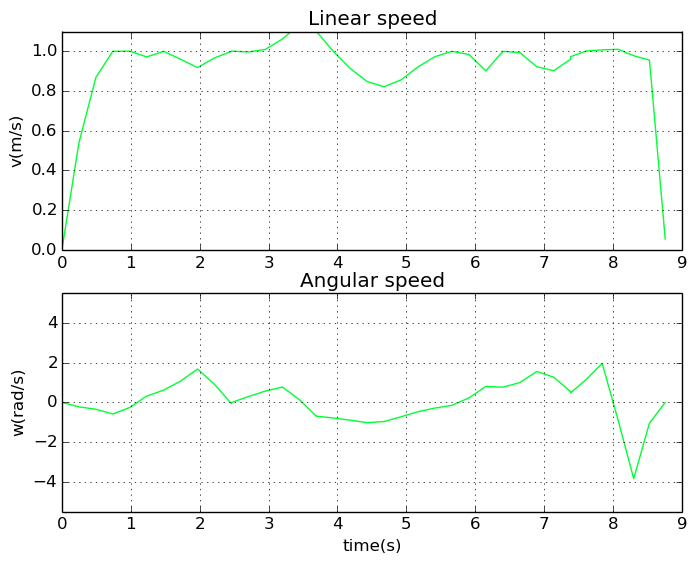 Linear speed
1.0
0.8
0.6
0.4
0.2
0.0
v(m/s)
0 1 2 3 4 5 6 7 8 9
Angular speed
4
2
0
−2
−4
w(rad/s)
0 1 2 3 4 5 6 7 8 9
time(s)